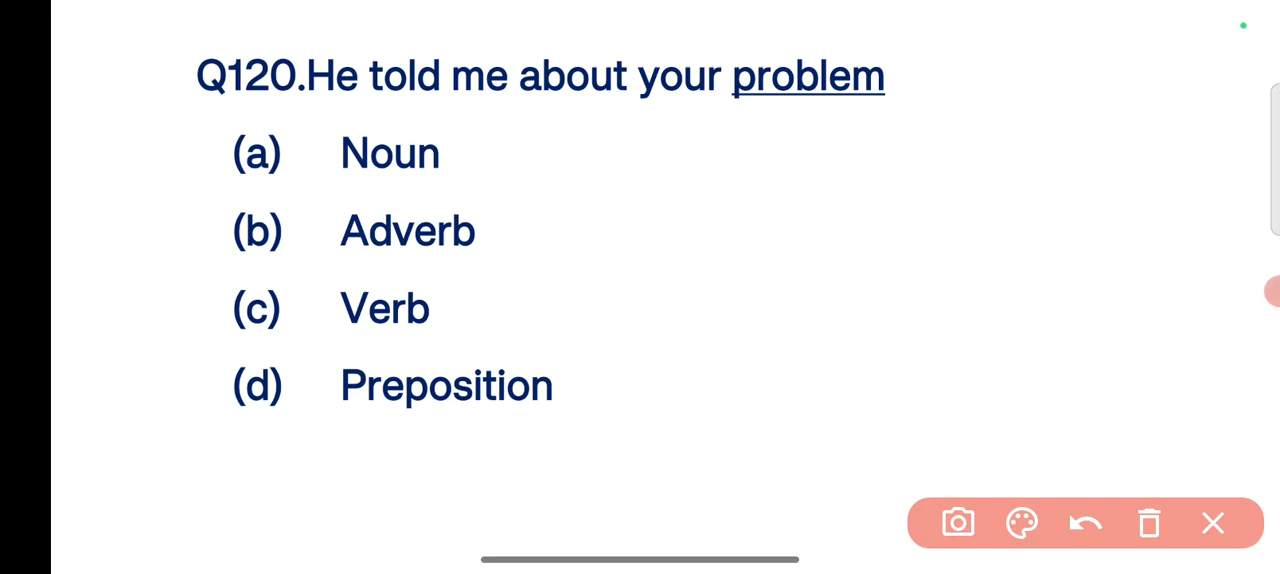 Q120.He told me about your problem
(a) Noun
(b) Adverb
(c) Verb
(d) Preposition